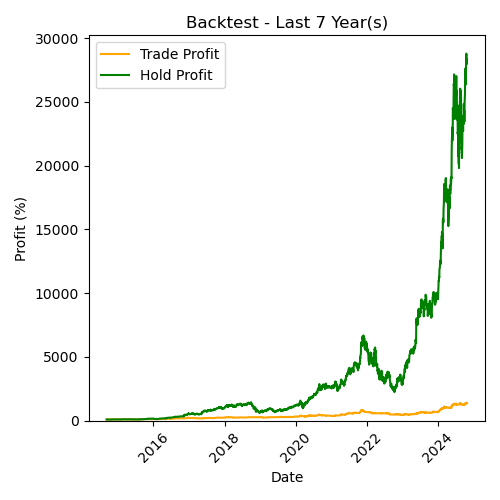 Backtest - Last 7 Year(s)
Trade Profit
Hold Profit
Profit (%)
30000
25000
20000
15000
10000
5000
0
2016
2018
2020
2022
2024
Date